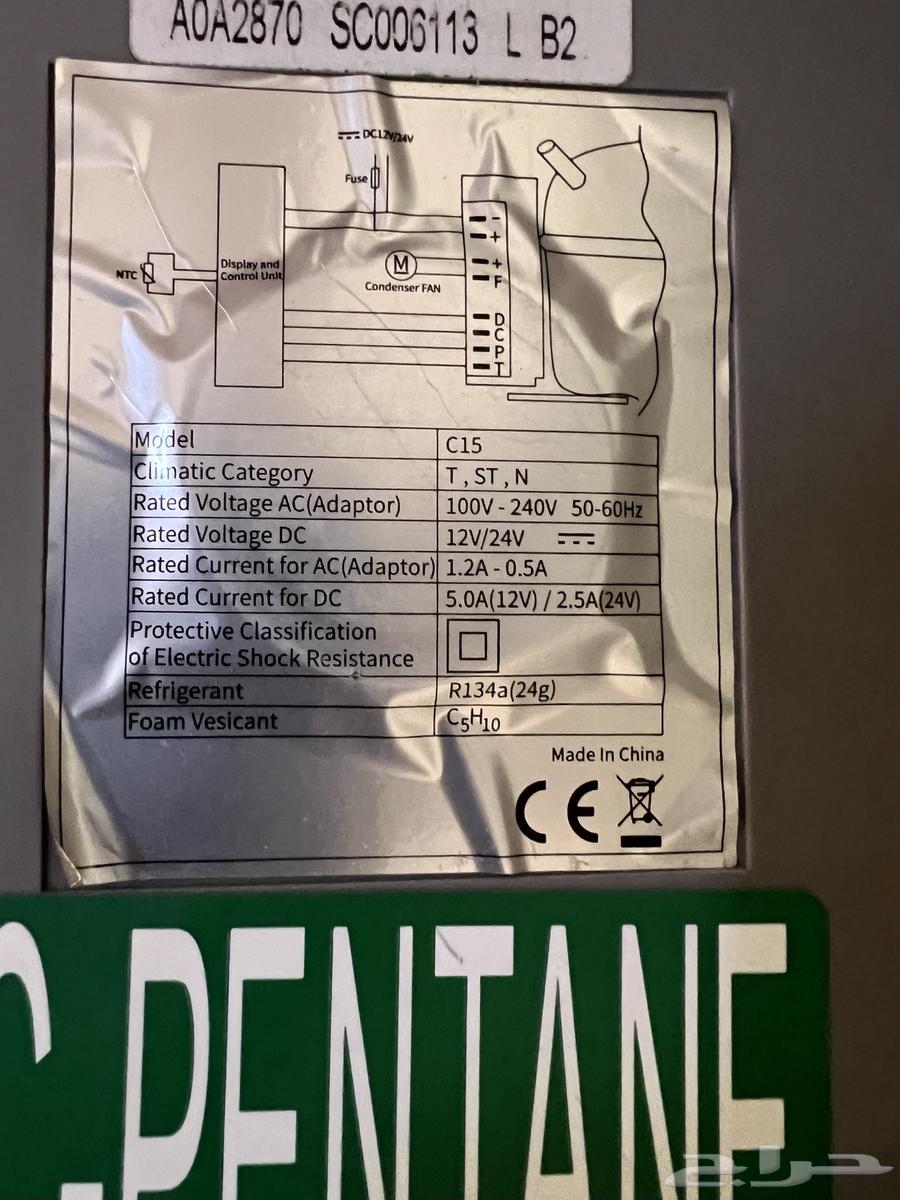 A0A2870 SC006113 L B2
DC12V/24V
Fuse
-
+
NTC
Display and
Control Unit
M
+
F
Condenser FAN
D
C
P
T
Model C15
Climatic Category T , ST , N
Rated Voltage AC(Adaptor) 100V - 240V 50-60Hz
Rated Voltage DC 12V/24V
Rated Current for AC(Adaptor) 1.2A - 0.5A
Rated Current for DC 5.0A(12V) / 2.5A(24V)
Protective Classification
of Electric Shock Resistance
Refrigerant R134a(24g)
Foam Vesicant C5H10
Made In China
CE
C-PENTANE
حراج